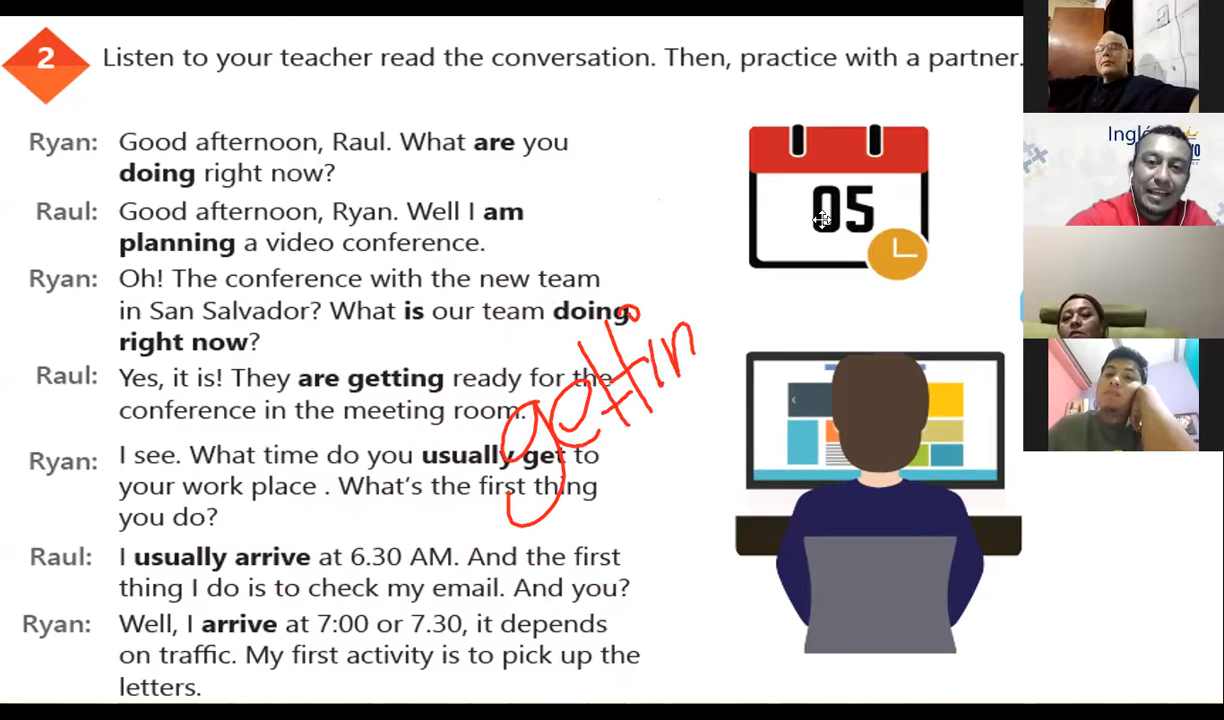 2
Listen to your teacher read the conversation. Then, practice with a partner.
Ryan: Good afternoon, Raul. What are you
doing right now?
Raul: Good afternoon, Ryan. Well I am
planning a video conference.
Ryan: Oh! The conference with the new team
in San Salvador? What is our team doing
right now?
Raul: Yes, it is! They are getting ready for the
conference in the meeting room.
Ryan: I see. What time do you usually get to
your work place . What's the first thing
you do?
Raul: I usually arrive at 6.30 AM. And the first
thing I do is to check my email. And you?
Ryan: Well, I arrive at 7:00 or 7.30, it depends
on traffic. My first activity is to pick up the
letters.
05
gettin